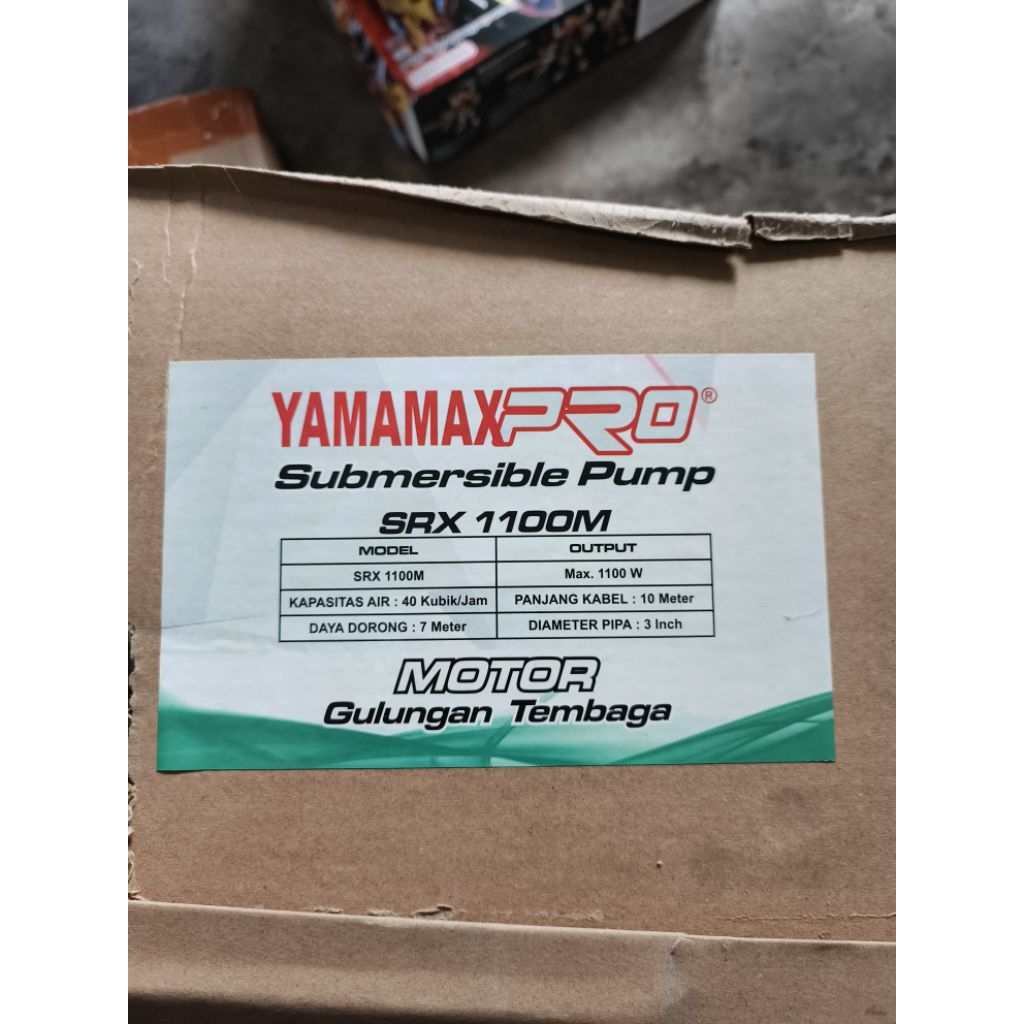 YAMAMAXPRO®
Submersible Pump
SRX 1100M
MODEL OUTPUT
SRX 1100M Max. 1100 W
KAPASITAS AIR : 40 Kubik/Jam PANJANG KABEL : 10 Meter
DAYA DORONG : 7 Meter DIAMETER PIPA : 3 Inch
MOTOR
Gulungan Tembaga